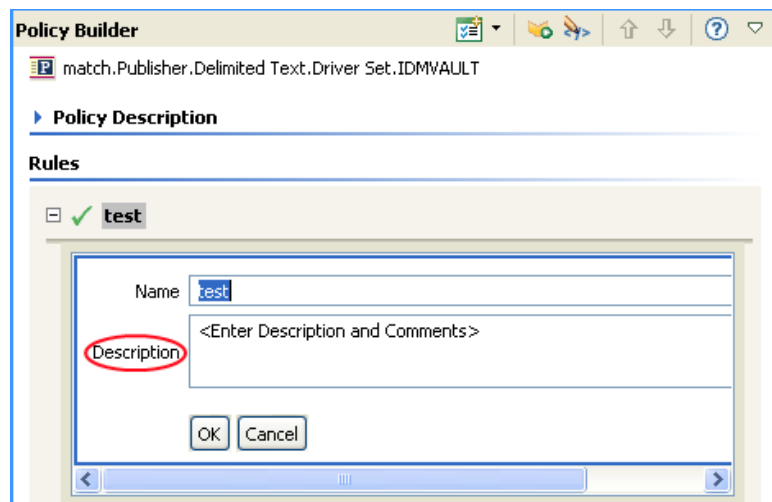 Policy Builder
match.Publisher.Delimited Text.Driver Set.IDMVAULT
Policy Description
Rules
test
Name test
Description <Enter Description and Comments>
OK Cancel